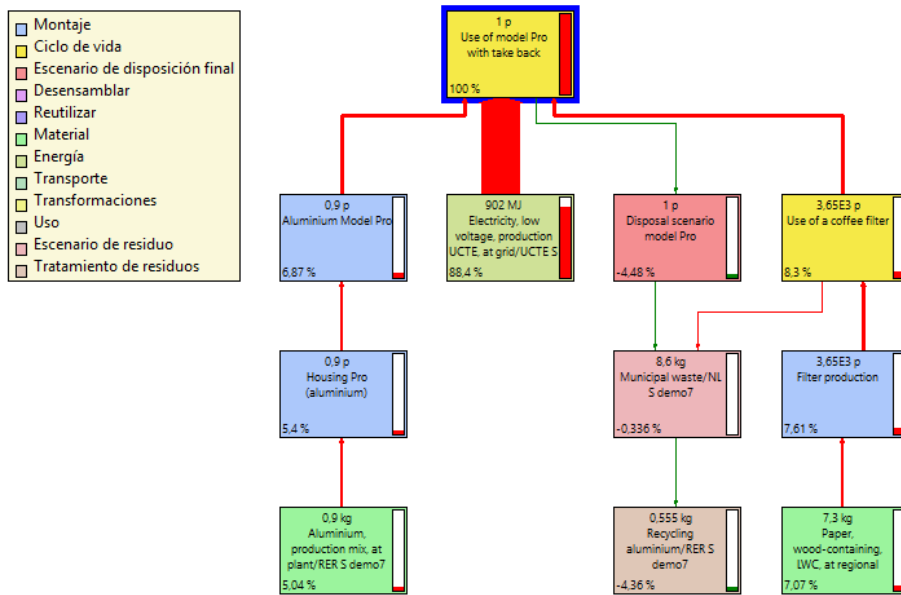 Montaje
Ciclo de vida
Escenario de disposición final
Desensamblar
Reutilizar
Material
Energía
Transporte
Transformaciones
Uso
Escenario de residuo
Tratamiento de residuos
1 p
Use of model Pro
with take back
100 %
0,9 p
Aluminium Model Pro
6,87 %
902 MJ
Electricity, low
voltage, production
UCTE, at grid/UCTE S
88,4 %
1 p
Disposal scenario
model Pro
-4,48 %
3,65E3 p
Use of a coffee filter
8,3 %
0,9 p
Housing Pro
(aluminium)
5,4 %
8,6 kg
Municipal waste/NL
S demo7
-0,336 %
3,65E3 p
Filter production
7,61 %
0,9 kg
Aluminium,
production mix, at
plant/RER S demo7
5,04 %
0,555 kg
Recycling
aluminium/RER S
demo7
-4,36 %
7,3 kg
Paper,
wood-containing,
LWC, at regional
7,07 %